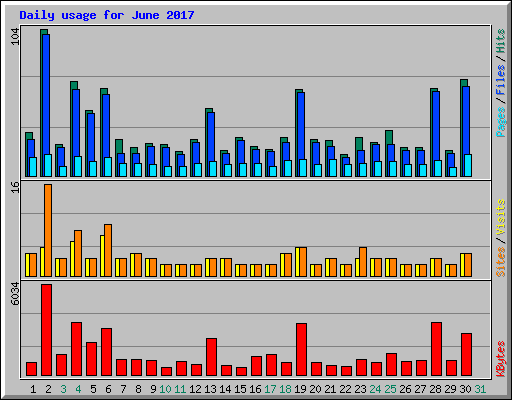 Daily usage for June 2017
104
Pages / Files / Hits
16
Sites / Visits
6034
KBytes
1 2 3 4 5 6 7 8 9 10 11 12 13 14 15 16 17 18 19 20 21 22 23 24 25 26 27 28 29 30 31